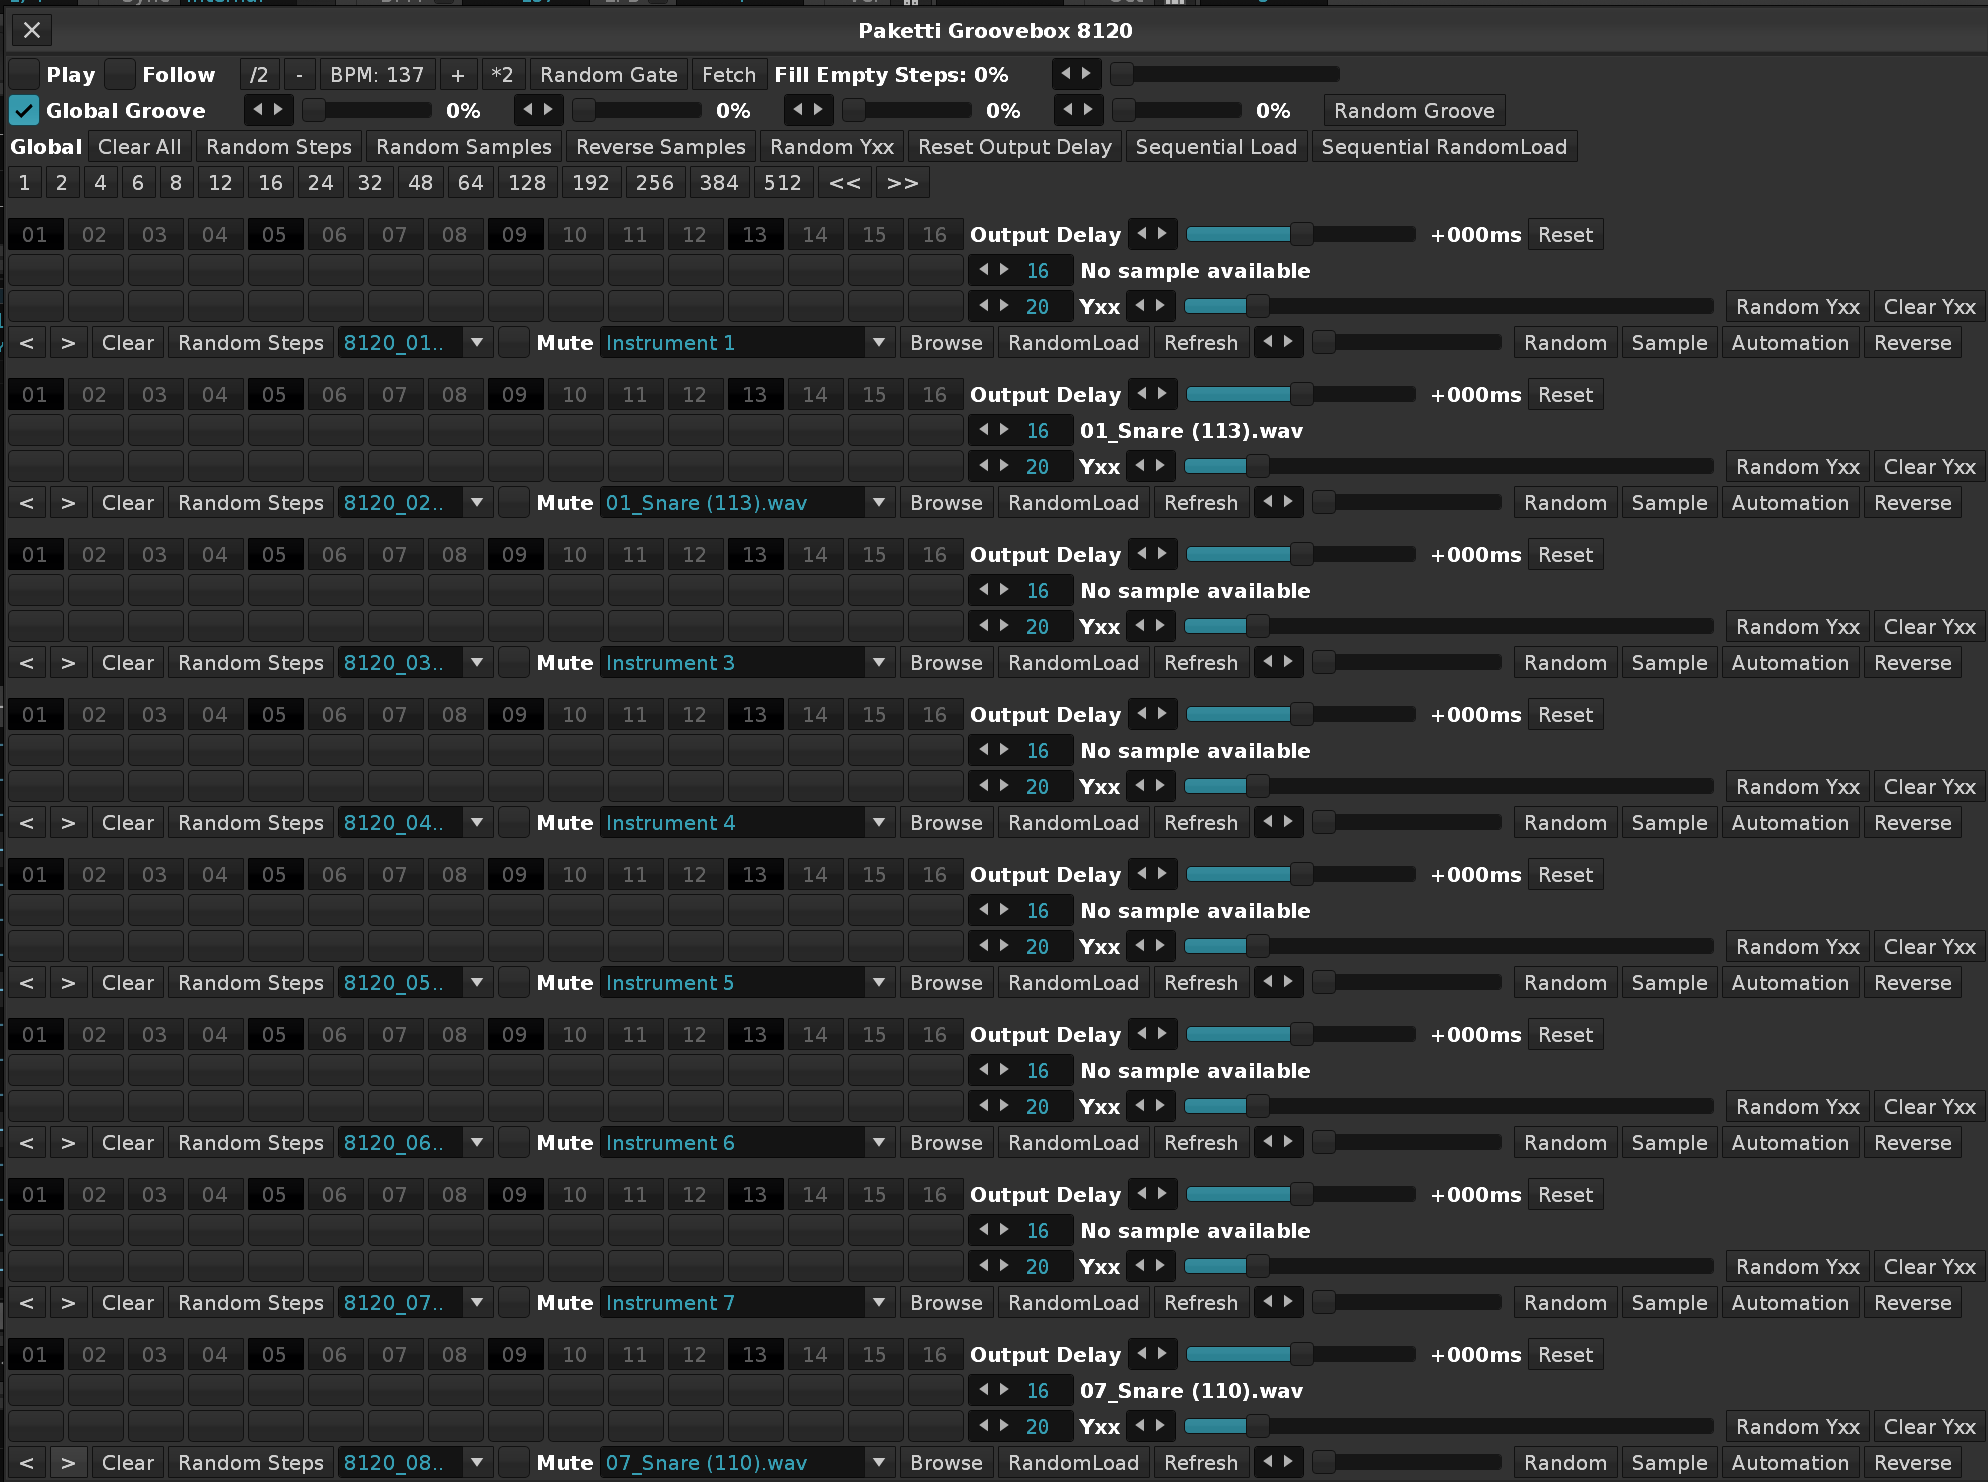 Paketti Groovebox 8120
Play Follow /2 - BPM: 137 + *2 Random Gate Fetch Fill Empty Steps: 0%
Global Groove 0% 0% 0% 0% Random Groove
Global Clear All Random Steps Random Samples Reverse Samples Random Yxx Reset Output Delay Sequential Load Sequential RandomLoad
1 2 4 6 8 12 16 24 32 48 64 128 192 256 384 512 << >>
01 02 03 04 05 06 07 08 09 10 11 12 13 14 15 16 Output Delay +000ms Reset
16 No sample available
20 Yxx Random Yxx Clear Yxx
< > Clear Random Steps 8120_01.. Mute Instrument 1 Browse RandomLoad Refresh Random Sample Automation Reverse
01 02 03 04 05 06 07 08 09 10 11 12 13 14 15 16 Output Delay +000ms Reset
16 01_Snare (113).wav
20 Yxx Random Yxx Clear Yxx
< > Clear Random Steps 8120_02.. Mute 01_Snare (113).wav Browse RandomLoad Refresh Random Sample Automation Reverse
01 02 03 04 05 06 07 08 09 10 11 12 13 14 15 16 Output Delay +000ms Reset
16 No sample available
20 Yxx Random Yxx Clear Yxx
< > Clear Random Steps 8120_03.. Mute Instrument 3 Browse RandomLoad Refresh Random Sample Automation Reverse
01 02 03 04 05 06 07 08 09 10 11 12 13 14 15 16 Output Delay +000ms Reset
16 No sample available
20 Yxx Random Yxx Clear Yxx
< > Clear Random Steps 8120_04.. Mute Instrument 4 Browse RandomLoad Refresh Random Sample Automation Reverse
01 02 03 04 05 06 07 08 09 10 11 12 13 14 15 16 Output Delay +000ms Reset
16 No sample available
20 Yxx Random Yxx Clear Yxx
< > Clear Random Steps 8120_05.. Mute Instrument 5 Browse RandomLoad Refresh Random Sample Automation Reverse
01 02 03 04 05 06 07 08 09 10 11 12 13 14 15 16 Output Delay +000ms Reset
16 No sample available
20 Yxx Random Yxx Clear Yxx
< > Clear Random Steps 8120_06.. Mute Instrument 6 Browse RandomLoad Refresh Random Sample Automation Reverse
01 02 03 04 05 06 07 08 09 10 11 12 13 14 15 16 Output Delay +000ms Reset
16 No sample available
20 Yxx Random Yxx Clear Yxx
< > Clear Random Steps 8120_07.. Mute Instrument 7 Browse RandomLoad Refresh Random Sample Automation Reverse
01 02 03 04 05 06 07 08 09 10 11 12 13 14 15 16 Output Delay +000ms Reset
16 07_Snare (110).wav
20 Yxx Random Yxx Clear Yxx
< > Clear Random Steps 8120_08.. Mute 07_Snare (110).wav Browse RandomLoad Refresh Random Sample Automation Reverse